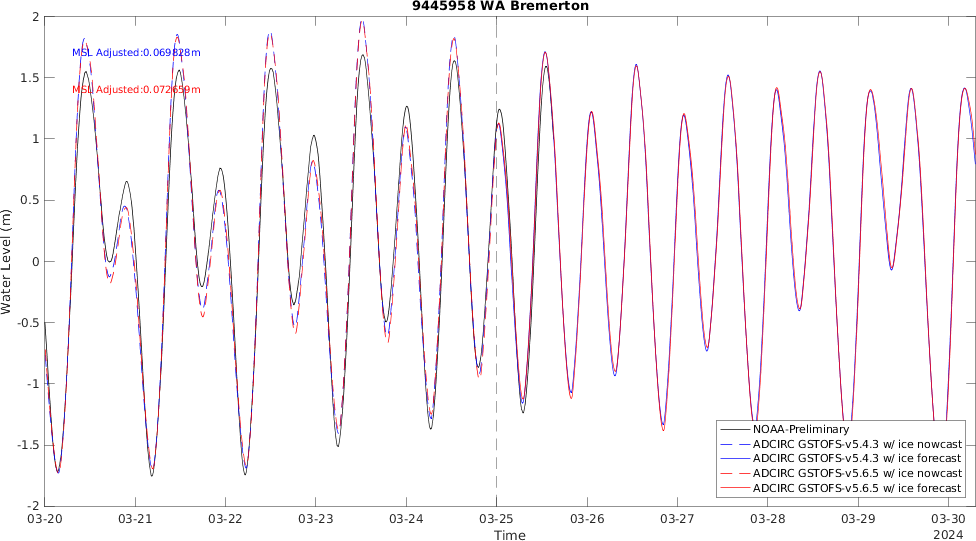 9445958 WA Bremerton
MSL Adjusted:0.069828m
MSL Adjusted:0.072659m
Water Level (m)
2
1.5
1
0.5
0
-0.5
-1
-1.5
-2
03-20 03-21 03-22 03-23 03-24 03-25 03-26 03-27 03-28 03-29 03-30
2024
Time
NOAA-Preliminary
ADCIRC GSTOFS-v5.4.3 w/ ice nowcast
ADCIRC GSTOFS-v5.4.3 w/ ice forecast
ADCIRC GSTOFS-v5.6.5 w/ ice nowcast
ADCIRC GSTOFS-v5.6.5 w/ ice forecast